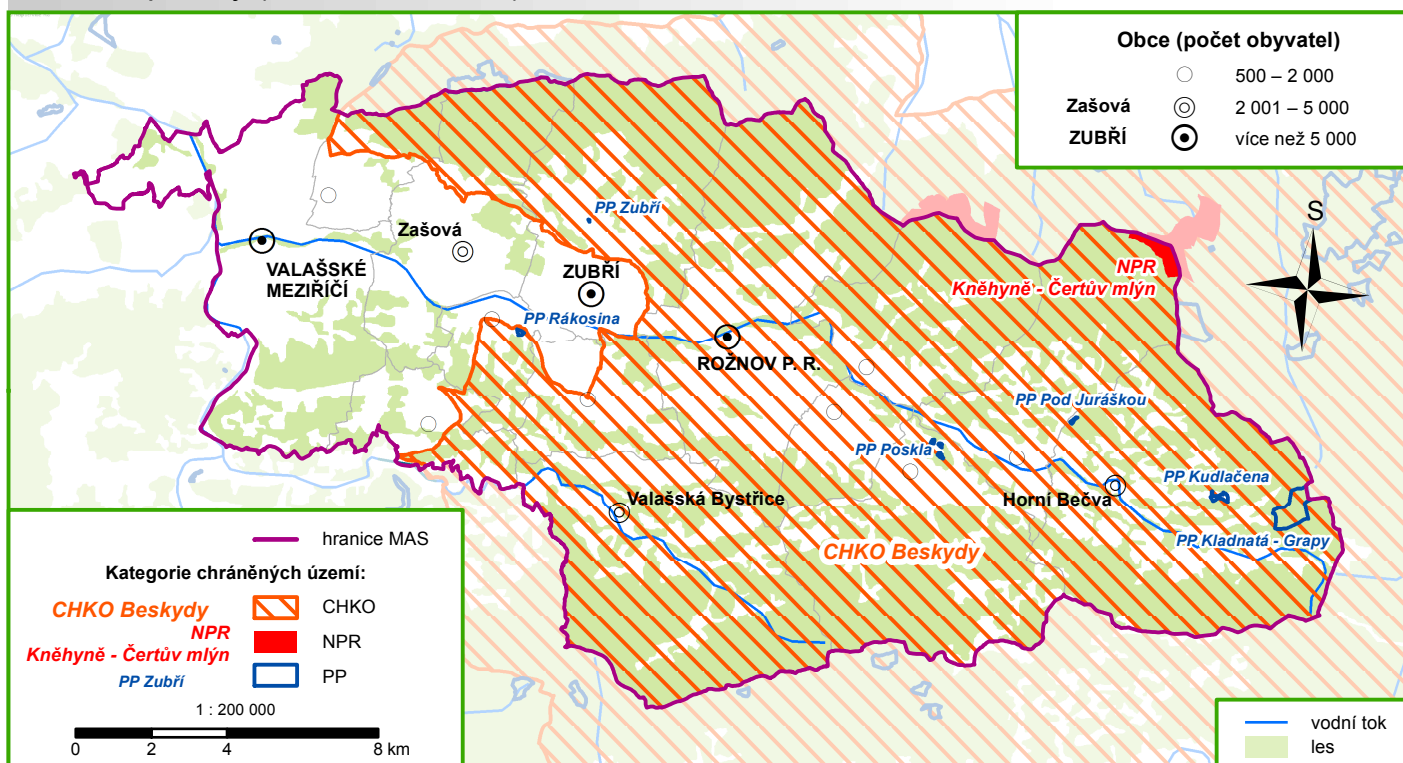 Obce (počet obyvatel)
500 – 2 000
Zašová
2 001 – 5 000
ZUBŘÍ
více než 5 000
S
PP Zubří
Zašová
ZUBŘÍ
VALAŠSKÉ
MEZIŘÍČÍ
NPR
Kněhyně - Čertův mlýn
PP Rákosina
ROŽNOV P. R.
PP Pod Juráškou
PP Poskla
PP Kudlačena
Valašská Bystřice
Horní Bečva
PP Kladnatá - Grapy
CHKO Beskydy
hranice MAS
Kategorie chráněných území:
CHKO Beskydy
CHKO
NPR
Kněhyně - Čertův mlýn
NPR
PP Zubří
PP
1 : 200 000
0 2 4 8 km
vodní tok
les